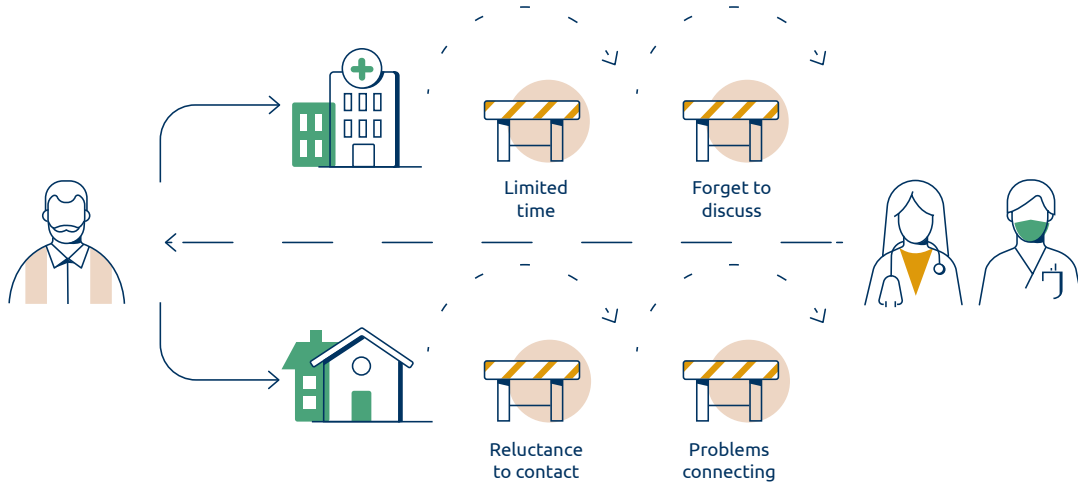 Limited
time
Forget to
discuss
Reluctance
to contact
Problems
connecting